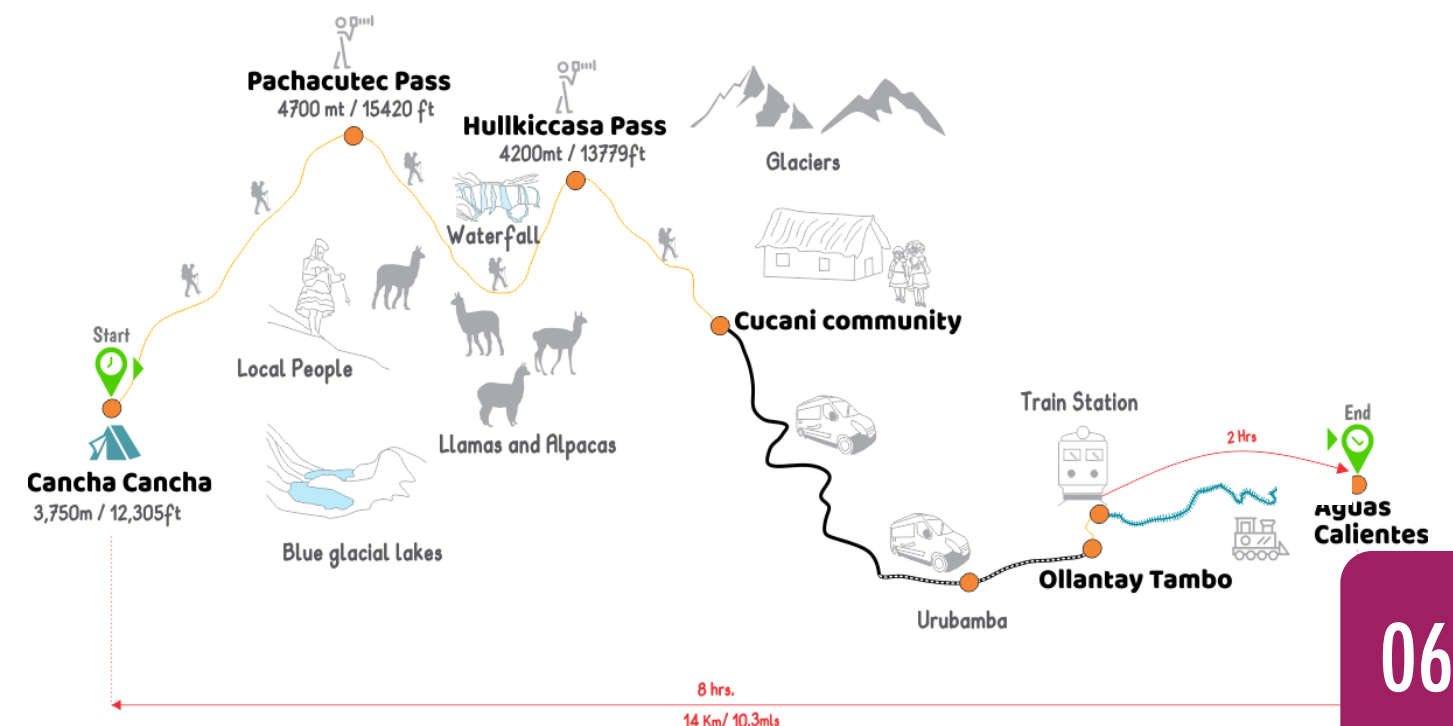 Pachacutec Pass
4700 mt / 15420 ft
Hullkiccasa Pass
4200mt / 13779ft
Glaciers
Waterfall
Cucani community
Start
Local People
Llamas and Alpacas
Cancha Cancha
3,750m / 12,305ft
Blue glacial lakes
Train Station
End
2 Hrs
Aguas
Calientes
Ollantay Tambo
Urubamba
06
8 hrs.
14 Km/ 10.3mls